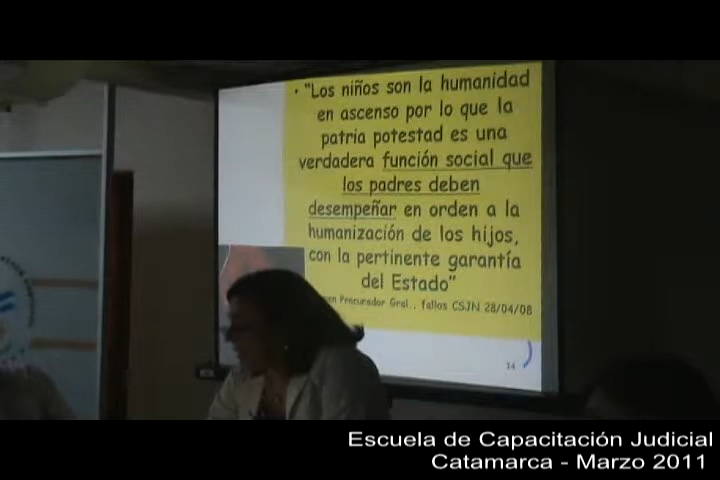 • "Los niños son la humanidad
en ascenso por lo que la
patria potestad es una
verdadera función social que
los padres deben
desempeñar en orden a la
humanización de los hijos,
con la pertinente garantía
del Estado"
Procurador Gral., fallos CSJN 28/04/08
34
Escuela de Capacitación Judicial
Catamarca - Marzo 2011